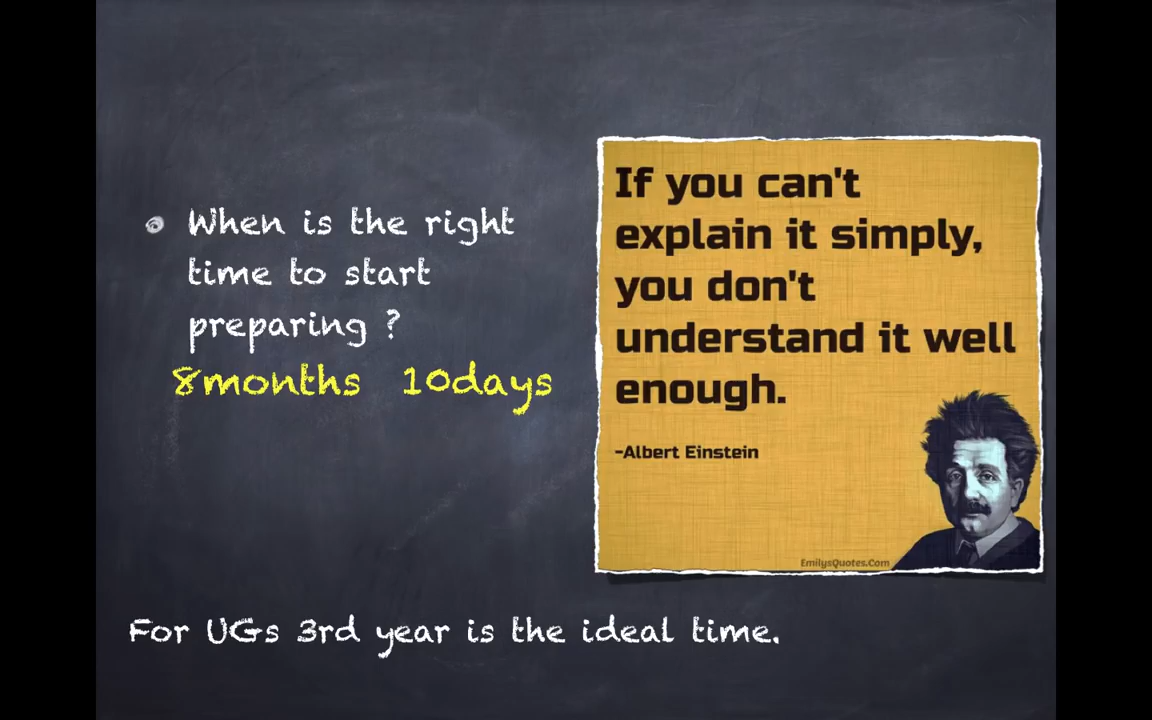 When is the right
time to start
preparing ?
8months 10days
If you can't
explain it simply,
you don't
understand it well
enough.
-Albert Einstein
EmilysQuotes.Com
For UGs 3rd year is the ideal time.